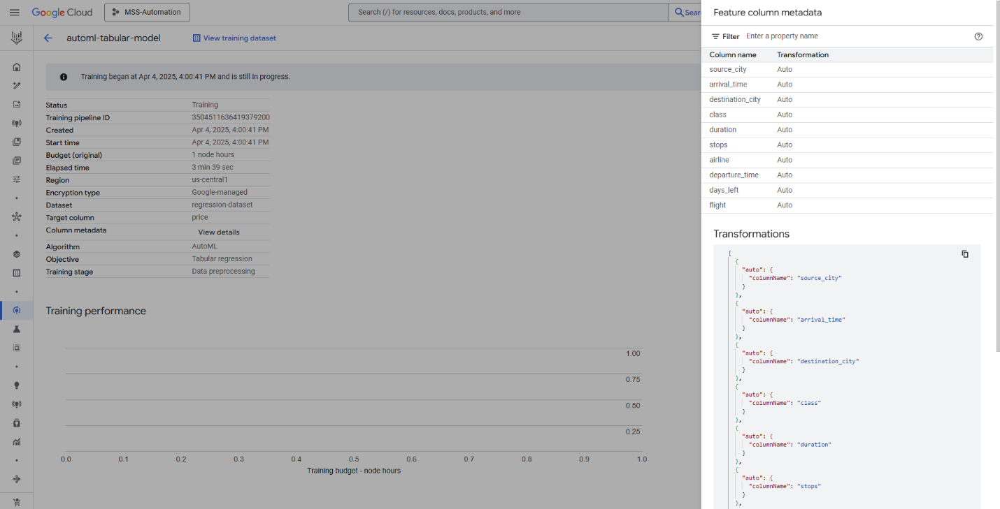 Google Cloud
MSS-Automation
Search (/) for resources, docs, products, and more
Sear
automl-tabular-model
View training dataset
Training began at Apr 4, 2025, 4:00:41 PM and is still in progress.
Status Training
Training pipeline ID 3504511636419379200
Created Apr 4, 2025, 4:00:41 PM
Start time Apr 4, 2025, 4:00:41 PM
Budget (original) 1 node hours
Elapsed time 3 min 39 sec
Region us-central1
Encryption type Google-managed
Dataset regression-dataset
Target column price
Column metadata View details
Algorithm AutoML
Objective Tabular regression
Training stage Data preprocessing
Training performance
1.00
0.75
0.50
0.25
0.0 0.1 0.2 0.3 0.4 0.5 0.6 0.7 0.8 0.9 1.0
Training budget - node hours
Feature column metadata
Filter Enter a property name
Column name Transformation
source_city Auto
arrival_time Auto
destination_city Auto
class Auto
duration Auto
stops Auto
airline Auto
departure_time Auto
days_left Auto
flight Auto
Transformations
[
{
"auto": {
"columnName": "source_city"
}
},
{
"auto": {
"columnName": "arrival_time"
}
},
{
"auto": {
"columnName": "destination_city"
}
},
{
"auto": {
"columnName": "class"
}
},
{
"auto": {
"columnName": "duration"
}
},
{
"auto": {
"columnName": "stops"
}
},